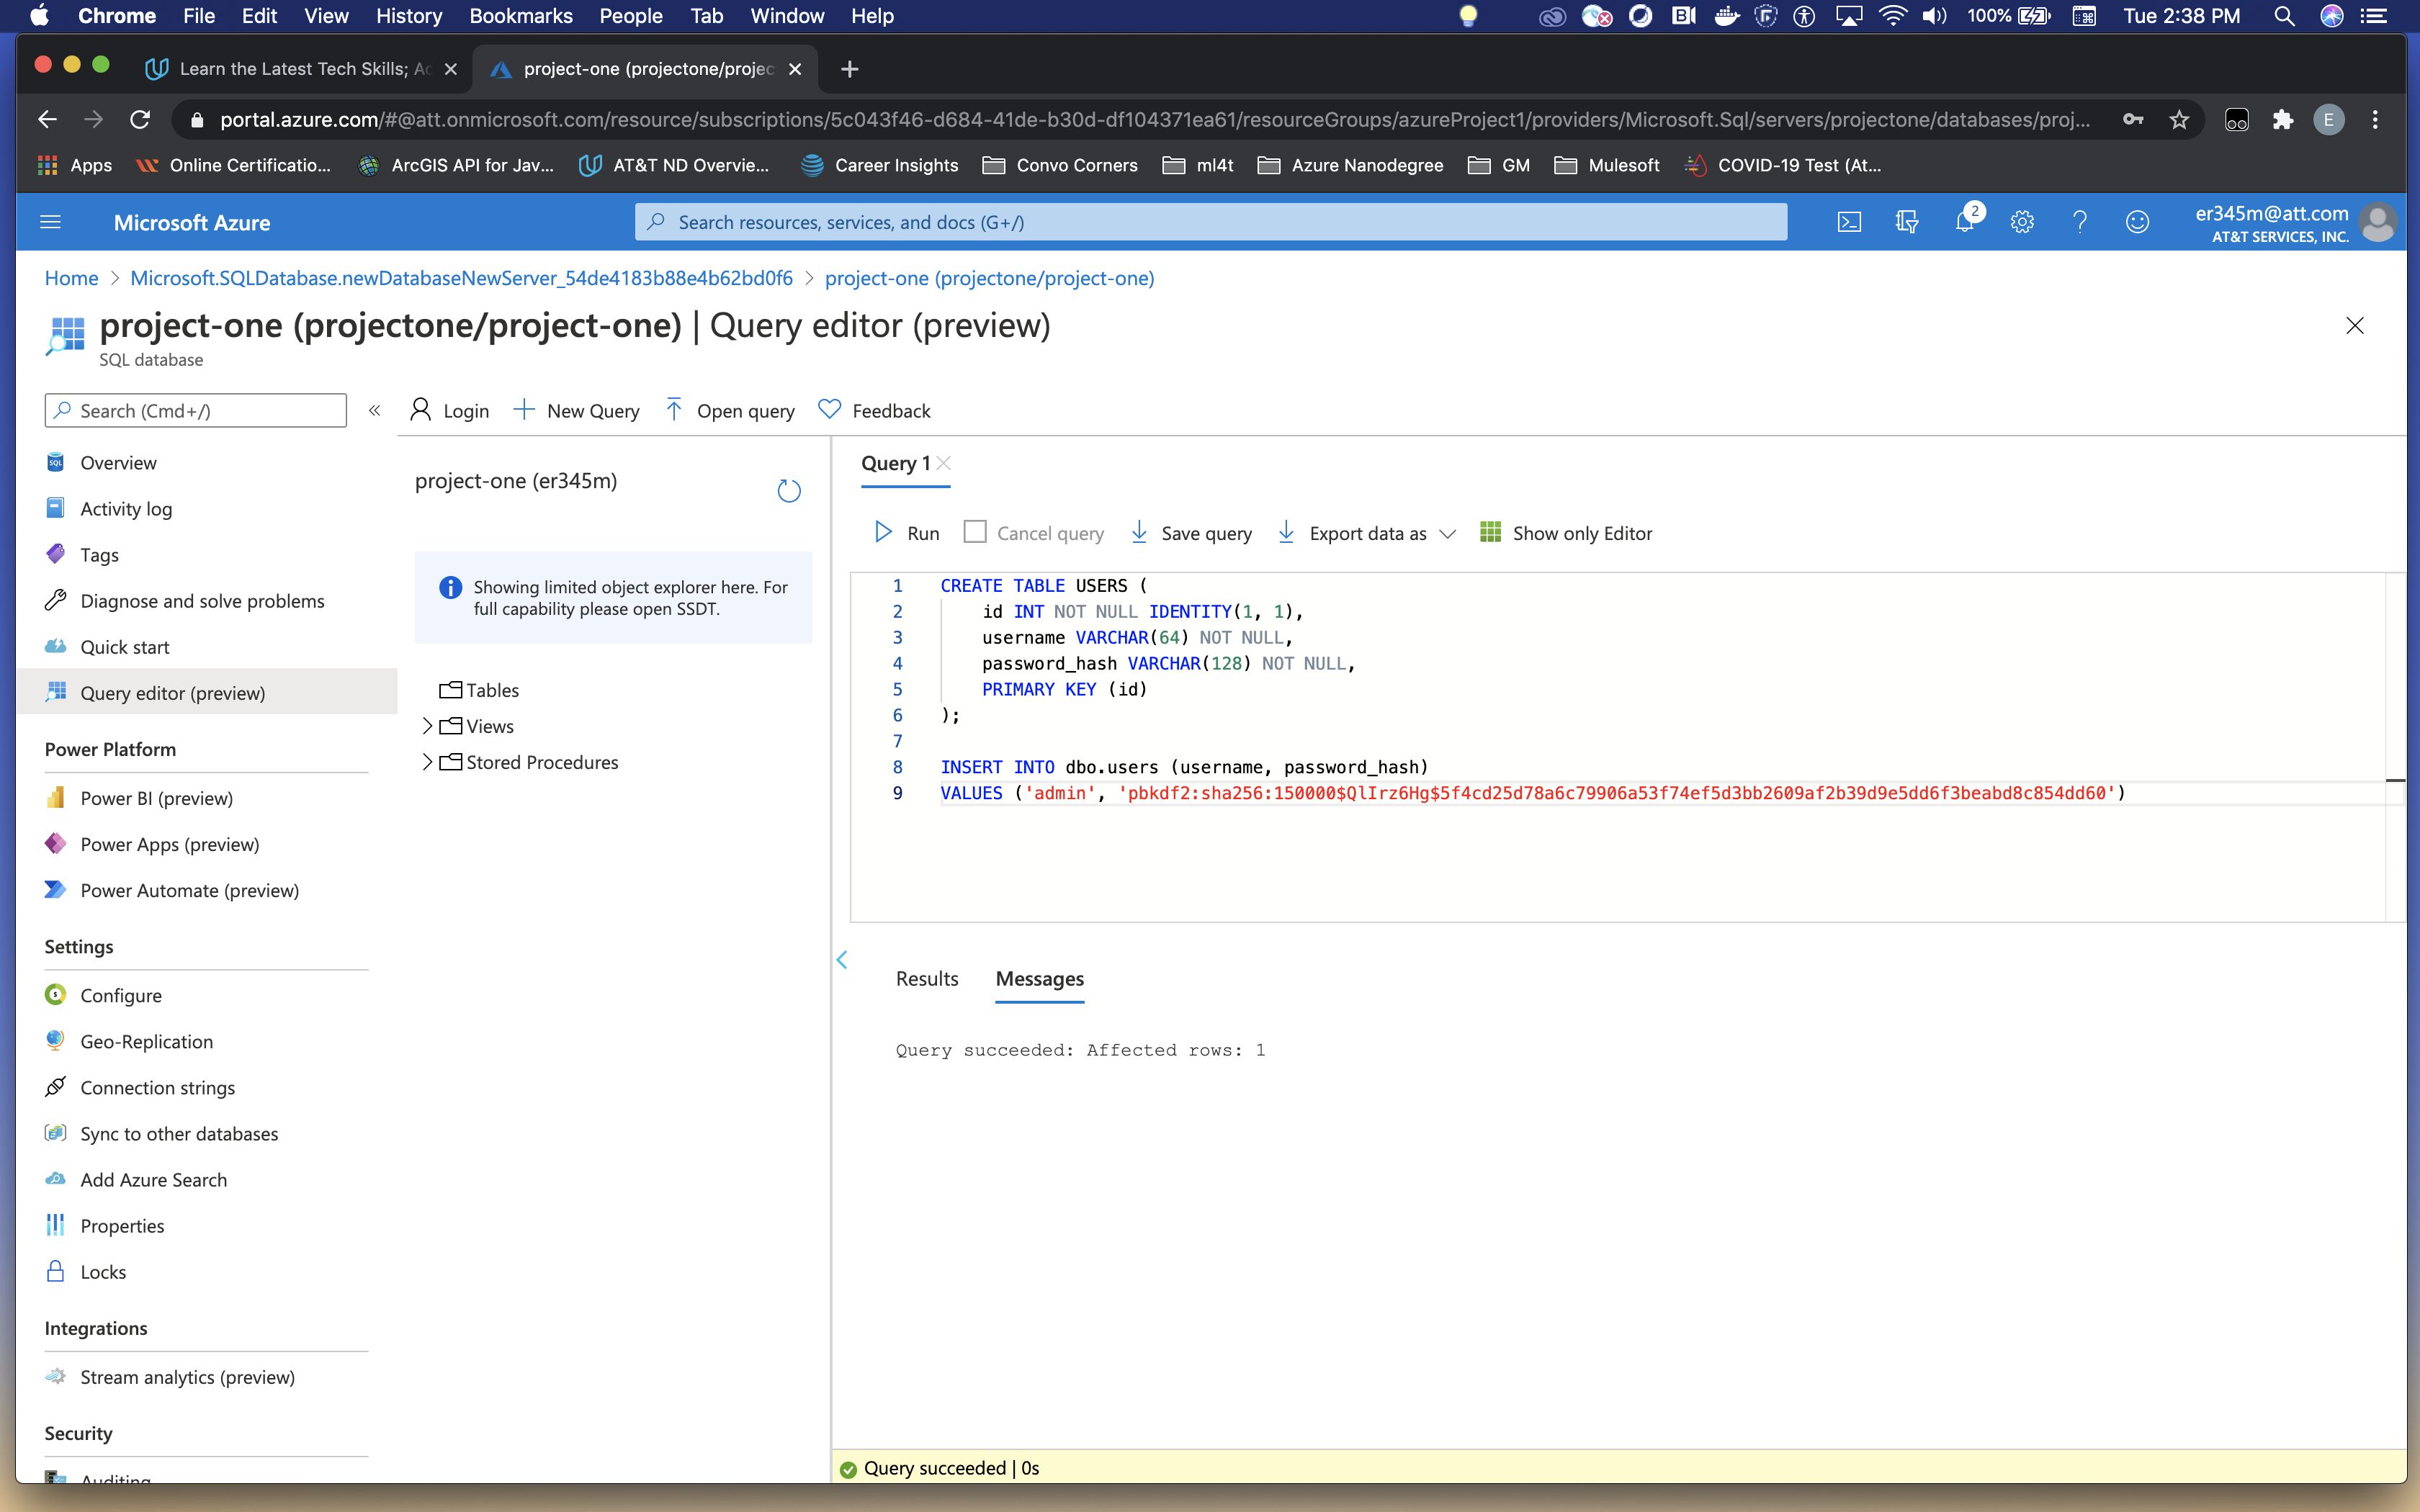 Chrome File Edit View History Bookmarks People Tab Window Help 100% Tue 2:38 PM
Learn the Latest Tech Skills; Ac
project-one (projectone/projec
portal.azure.com/#@att.onmicrosoft.com/resource/subscriptions/5c043f46-d684-41de-b30d-df104371ea61/resourceGroups/azureProject1/providers/Microsoft.Sql/servers/projectone/databases/proj...
E
Apps Online Certificatio... ArcGIS API for Jav... AT&T ND Overvie... Career Insights Convo Corners ml4t Azure Nanodegree GM Mulesoft COVID-19 Test (At...
Microsoft Azure
Search resources, services, and docs (G+/)
2
er345m@att.com
AT&T SERVICES, INC.
Home > Microsoft.SQLDatabase.newDatabaseNewServer_54de4183b88e4b62bd0f6 > project-one (projectone/project-one)
project-one (projectone/project-one) | Query editor (preview)
SQL database
Search (Cmd+/)
«
Login
New Query
Open query
Feedback
Overview
Activity log
Tags
Diagnose and solve problems
Quick start
Query editor (preview)
Power Platform
Power BI (preview)
Power Apps (preview)
Power Automate (preview)
Settings
Configure
Geo-Replication
Connection strings
Sync to other databases
Add Azure Search
Properties
Locks
Integrations
Stream analytics (preview)
Security
Auditing
project-one (er345m)
Showing limited object explorer here. For
full capability please open SSDT.
Tables
Views
Stored Procedures
Query 1
Run
Cancel query
Save query
Export data as
Show only Editor
1 CREATE TABLE USERS (
2 id INT NOT NULL IDENTITY(1, 1),
3 username VARCHAR(64) NOT NULL,
4 password_hash VARCHAR(128) NOT NULL,
5 PRIMARY KEY (id)
6 );
7
8 INSERT INTO dbo.users (username, password_hash)
9 VALUES ('admin', 'pbkdf2:sha256:150000$QlIrz6Hg$5f4cd25d78a6c79906a53f74ef5d3bb2609af2b39d9e5dd6f3beabd8c854dd60')
Results
Messages
Query succeeded: Affected rows: 1
Query succeeded | 0s